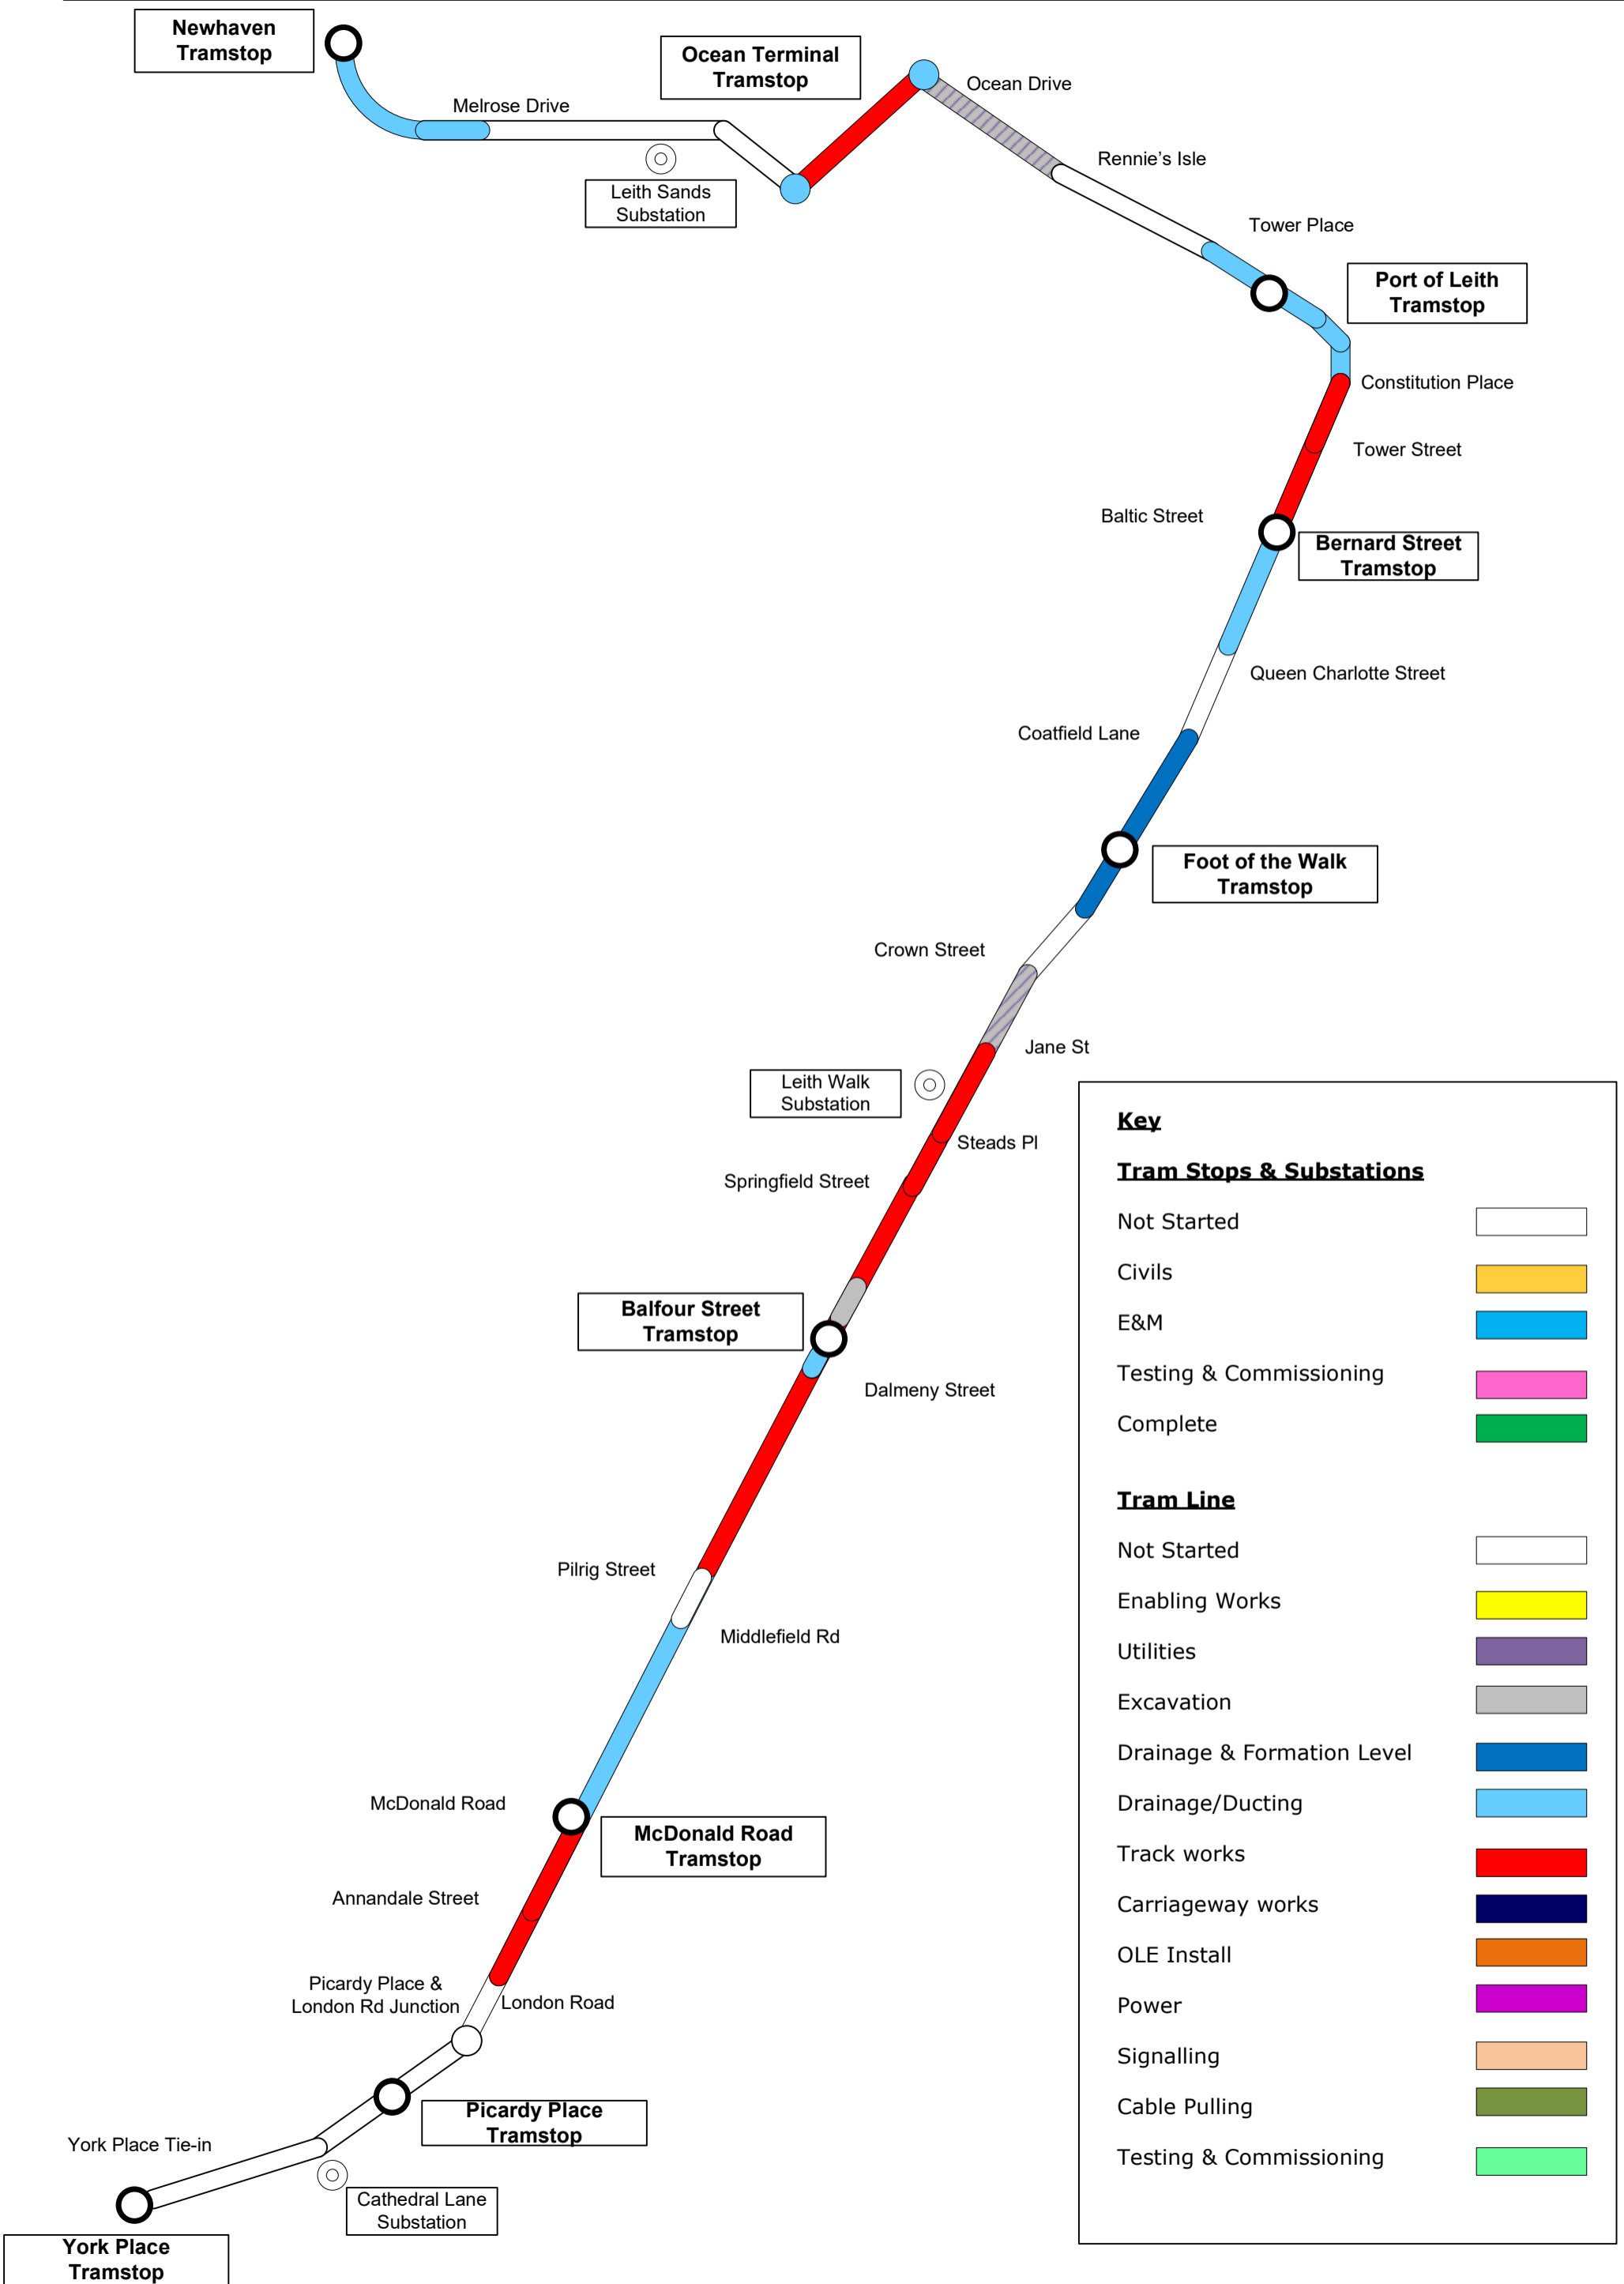 Newhaven
Tramstop
Ocean Terminal
Tramstop
Ocean Drive
Melrose Drive
Rennie's Isle
Leith Sands
Substation
Tower Place
Port of Leith
Tramstop
Constitution Place
Tower Street
Baltic Street
Bernard Street
Tramstop
Queen Charlotte Street
Coatfield Lane
Foot of the Walk
Tramstop
Crown Street
Jane St
Leith Walk
Substation
Steads Pl
Springfield Street
Balfour Street
Tramstop
Dalmeny Street
Pilrig Street
Middlefield Rd
McDonald Road
McDonald Road
Tramstop
Annandale Street
Picardy Place &
London Rd Junction
London Road
Picardy Place
Tramstop
York Place Tie-in
Cathedral Lane
Substation
York Place
Tramstop
Key
Tram Stops & Substations
Not Started
Civils
E&M
Testing & Commissioning
Complete
Tram Line
Not Started
Enabling Works
Utilities
Excavation
Drainage & Formation Level
Drainage/Ducting
Track works
Carriageway works
OLE Install
Power
Signalling
Cable Pulling
Testing & Commissioning